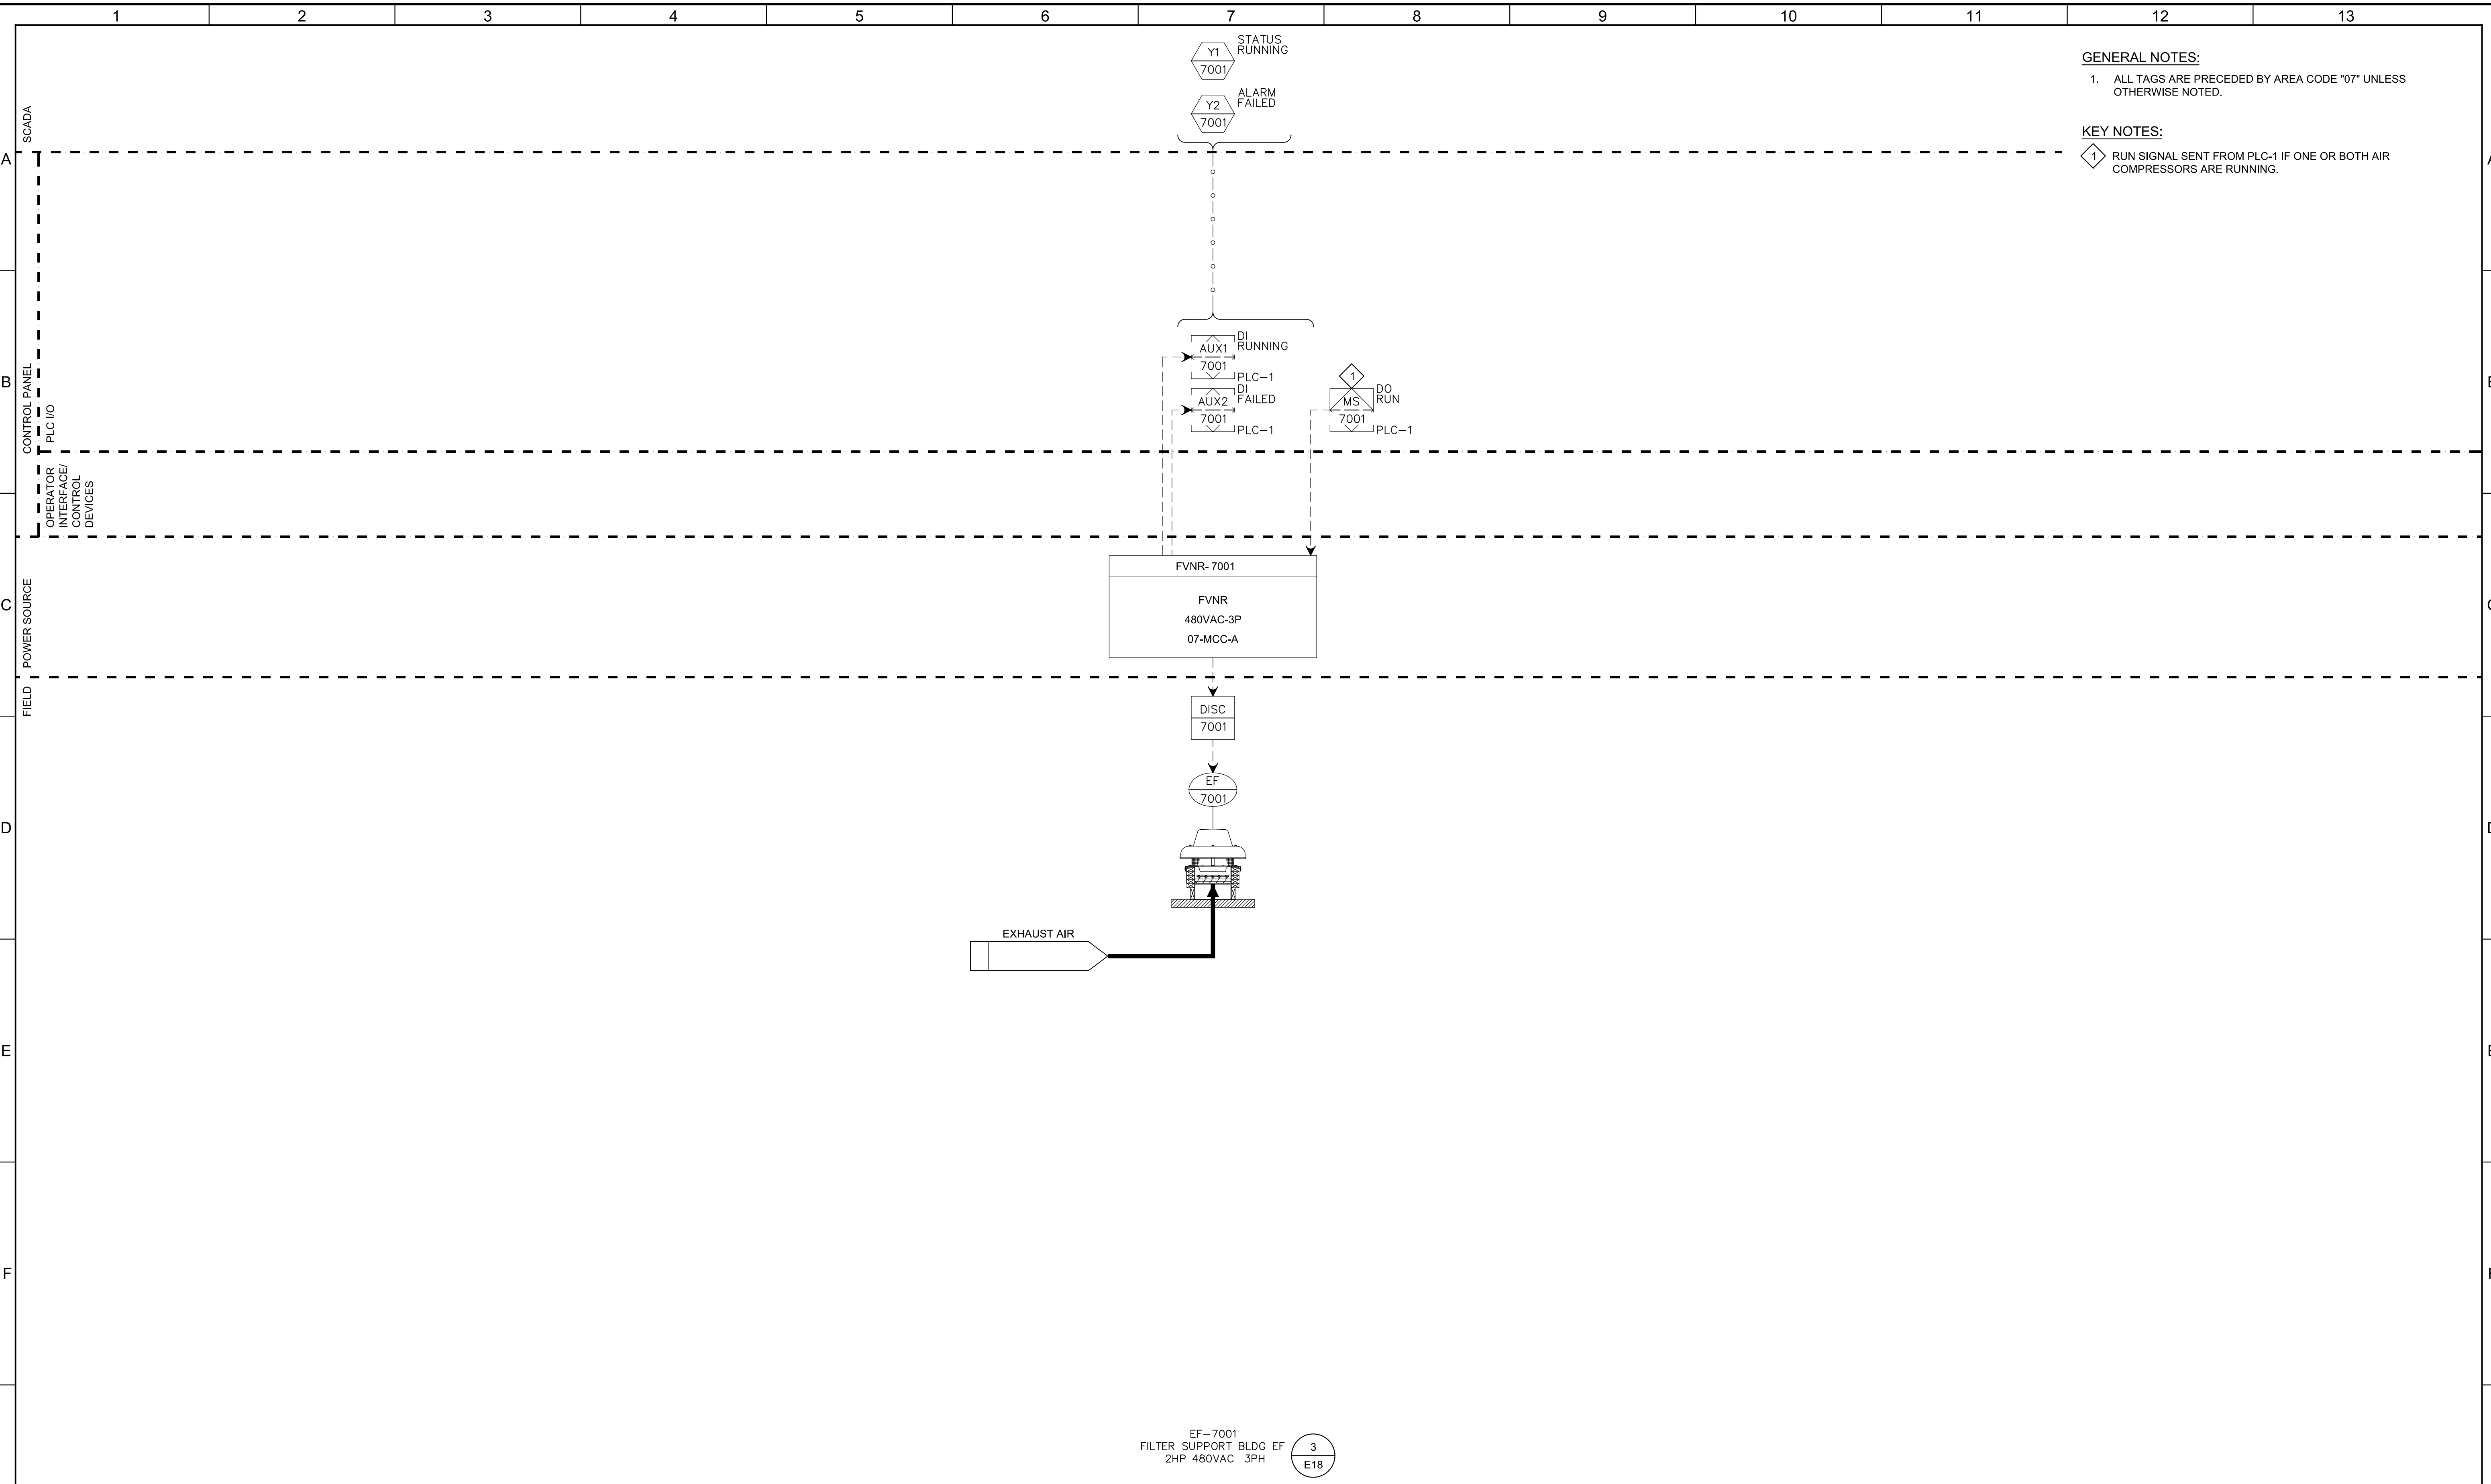 1 2 3 4 5 6 7 8 9 10 11 12 13
STATUS
RUNNING
Y1
7001
ALARM
FAILED
Y2
7001
GENERAL NOTES:
1. ALL TAGS ARE PRECEDED BY AREA CODE "07" UNLESS
OTHERWISE NOTED.
KEY NOTES:
1 RUN SIGNAL SENT FROM PLC-1 IF ONE OR BOTH AIR
COMPRESSORS ARE RUNNING.
SCADA
A
A
CONTROL PANEL
PLC I/O
B
B
DI
RUNNING
AUX1
7001
PLC-1
DI
FAILED
AUX2
7001
PLC-1
1
DO
RUN
MS
7001
PLC-1
OPERATOR
INTERFACE/
CONTROL
DEVICES
POWER SOURCE
C
C
FVNR- 7001
FVNR
480VAC-3P
07-MCC-A
FIELD
DISC
7001
EF
7001
D
D
EXHAUST AIR
E
E
F
F
EF-7001
FILTER SUPPORT BLDG EF
2HP 480VAC 3PH
3
E18